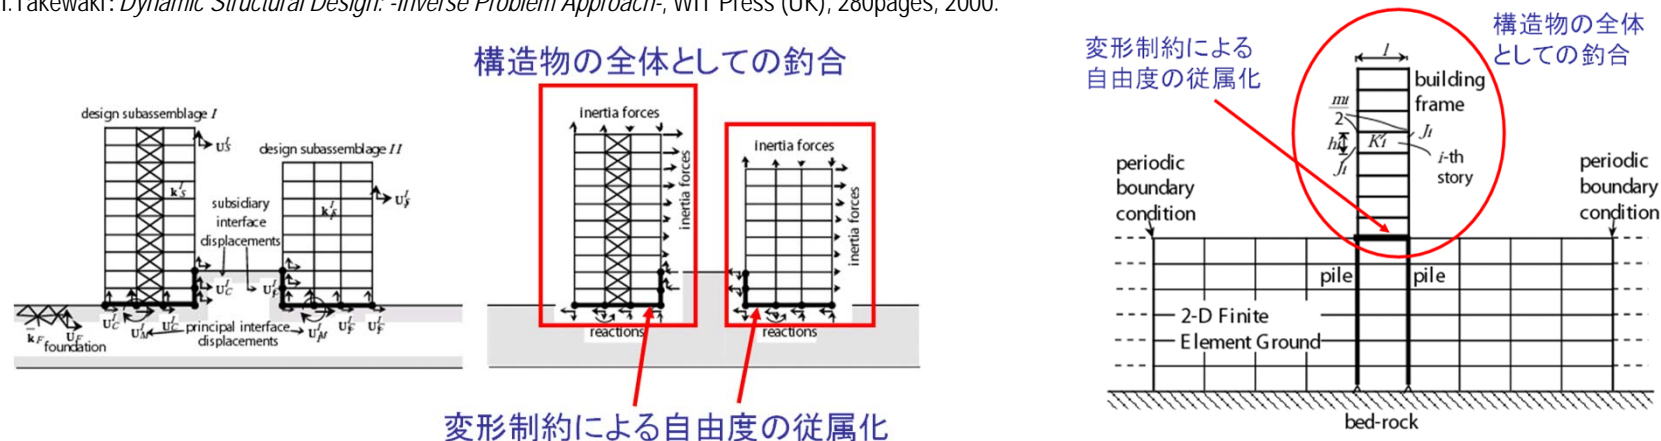 I. Takewaki: Dynamic Structural Design: -Inverse Problem Approach-, WIT Press (UK), 280pages, 2000.
構造物の全体としての釣合
design subassemblage I
design subassemblage II
subsidiary
interface
displacements
principal interface
displacements
foundation
inertia forces
inertia forces
reactions
inertia forces
inertia forces
reactions
変形制約による自由度の従属化
変形制約による
自由度の従属化
構造物の全体
としての釣合
l
building
frame
i-th
story
periodic
boundary
condition
periodic
boundary
condition
pile
pile
2-D Finite
Element Ground
bed-rock